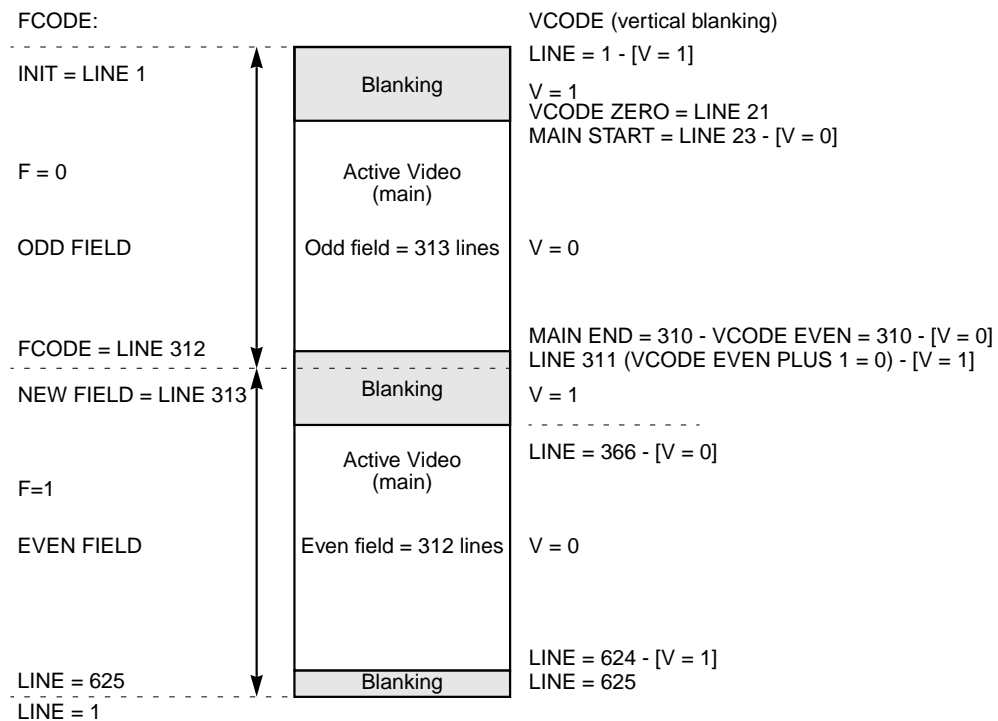 FCODE:
VCODE (vertical blanking)
LINE = 1 - [V = 1]
INIT = LINE 1
Blanking
V = 1
VCODE ZERO = LINE 21
MAIN START = LINE 23 - [V = 0]
F = 0
Active Video
(main)
ODD FIELD
Odd field = 313 lines
V = 0
MAIN END = 310 - VCODE EVEN = 310 - [V = 0]
FCODE = LINE 312
LINE 311 (VCODE EVEN PLUS 1 = 0) - [V = 1]
NEW FIELD = LINE 313
Blanking
V = 1
LINE = 366 - [V = 0]
Active Video
(main)
F=1
EVEN FIELD
Even field = 312 lines
V = 0
LINE = 624 - [V = 1]
LINE = 625
Blanking
LINE = 625
LINE = 1